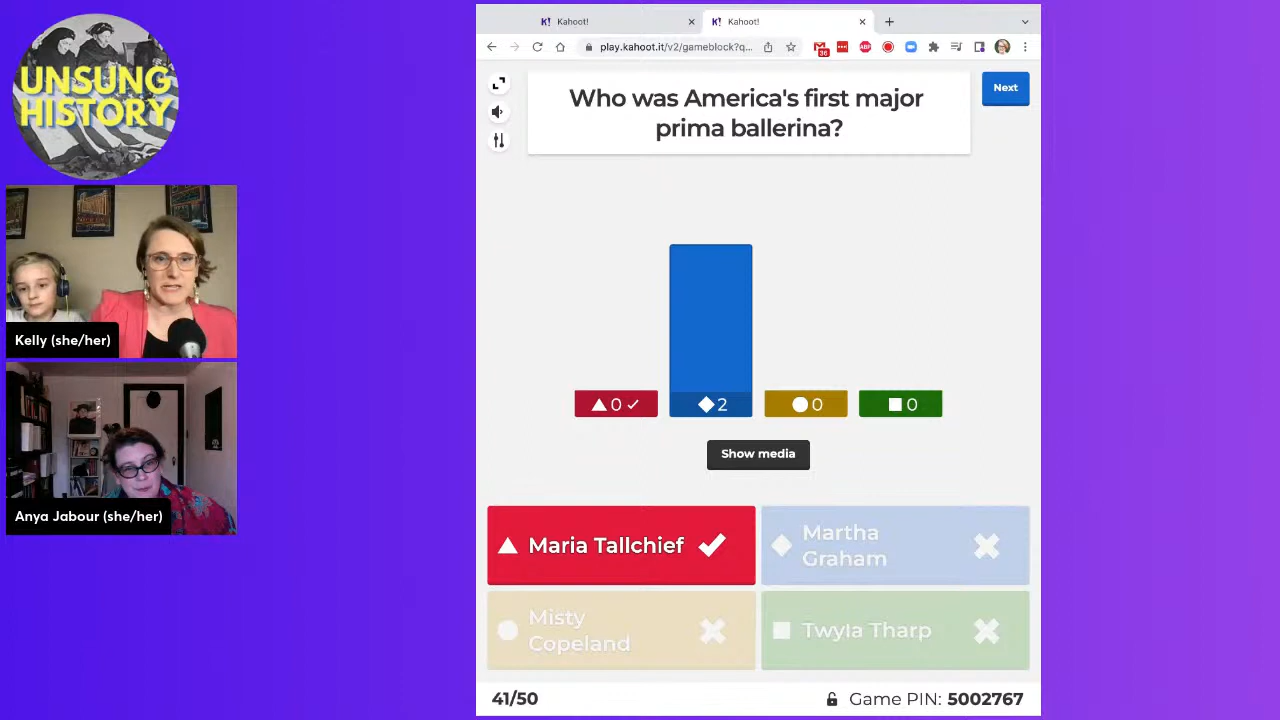 UNSUNG
HISTORY
Kelly (she/her)
Anya Jabour (she/her)
Kahoot!
Kahoot!
play.kahoot.it/v2/gameblock?q...
36
ABP
Who was America's first major
prima ballerina?
Next
0
2
0
0
Show media
Maria Tallchief
Martha
Graham
Misty
Copeland
Twyla Tharp
41/50
Game PIN: 5002767